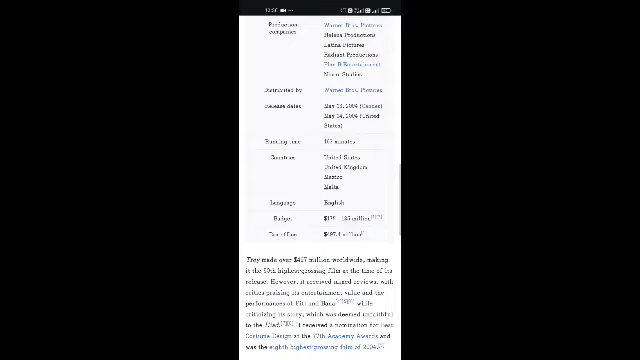 Production
companies
Warner Bros. Pictures
Helena Productions
Latina Pictures
Radiant Productions
Plan B Entertainment
Nimar Studios
Distributed by
Warner Bros. Pictures
Release dates
May 13, 2004 (Cannes)
May 14, 2004 (United
States)
Running time
163 minutes
Countries
United States
United Kingdom
Mexico
Malta
Language
English
Budget
million
Box office
$497.4 million
Troy made over $497 million worldwide, making
it the 60th highest-grossing film at the time of its
release. However, it received mixed reviews, with
critics praising its entertainment value and the
performances of Pitt and Bana while
criticizing its story, which was deemed unfaithful
to the Iliad. It received a nomination for Best
Costume Design at the 77th Academy Awards and
was the eighth highest-grossing film of 2004.